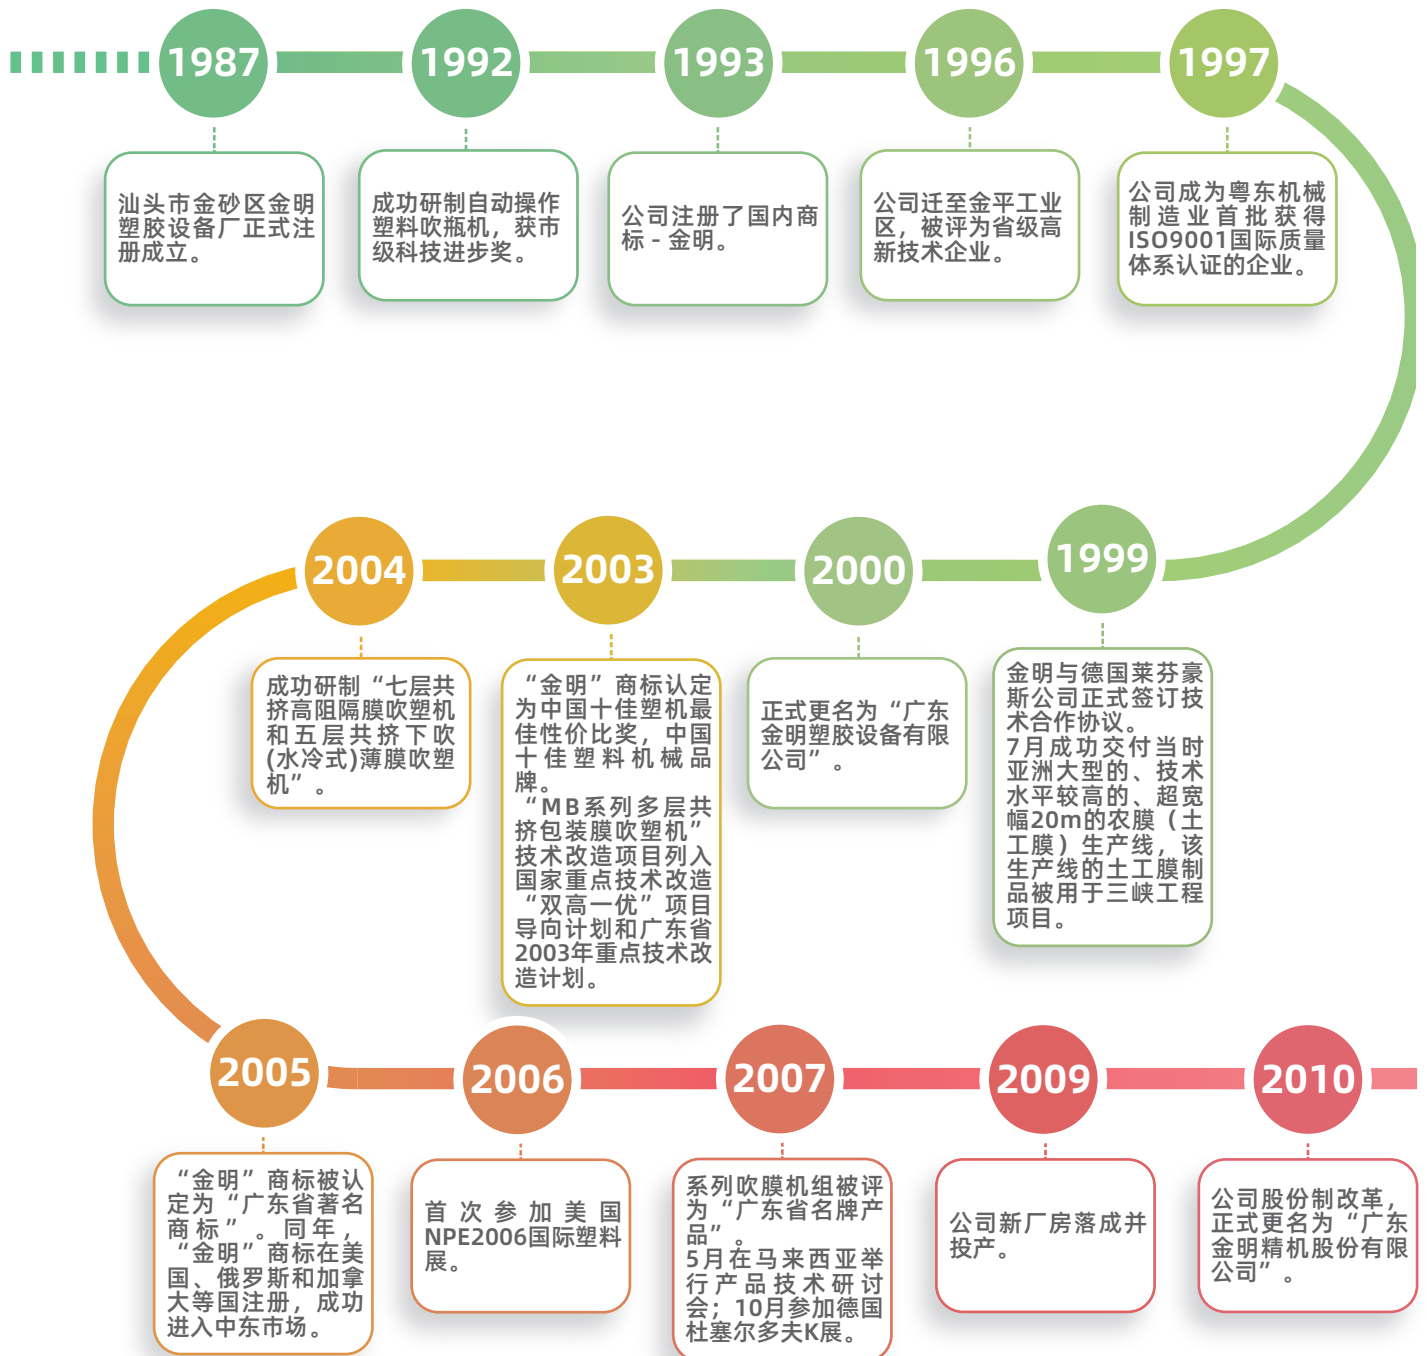 1987
汕头市金砂区金明
塑胶设备厂正式注
册成立。
1992
成功研制自动操作
塑料吹瓶机，获市
级科技进步奖。
1993
公司注册了国内商
标 - 金明。
1996
公司迁至金平工业
区，被评为省级高
新技术企业。
1997
公司成为粤东机械
制造业首批获得
ISO9001国际质量
体系认证的企业。
1999
金明与德国莱芬豪
斯公司正式签订技
术合作协议。
7月成功交付当时
亚洲大型的、技术
水平较高的、超宽
幅20m的农膜（土
工膜）生产线，该
生产线的土工膜制
品被用于三峡工程
项目。
2000
正式更名为“广东
金明塑胶设备有限
公司”。
2003
“金明”商标认定
为中国十佳塑机最
佳性价比奖，中国
十佳塑料机械品
牌。
“MB系列多层共
挤包装膜吹塑机”
技术改造项目列入
国家重点技术改造
“双高一优”项目
导向计划和广东省
2003年重点技术改
造计划。
2004
成功研制“七层共
挤高阻隔膜吹塑机
和五层共挤下吹
(水冷式)薄膜吹塑
机”。
2005
“金明”商标被认
定为“广东省著名
商标”。同年，
“金明”商标在美
国、俄罗斯和加拿
大等国注册，成功
进入中东市场。
2006
首次参加美国
NPE2006国际塑料
展。
2007
系列吹膜机组被评
为“广东省名牌产
品”。
5月在马来西亚举
行产品技术研讨
会；10月参加德国
杜塞尔多夫K展。
2009
公司新厂房落成并
投产。
2010
公司股份制改革，
正式更名为“广东
金明精机股份有限
公司”。